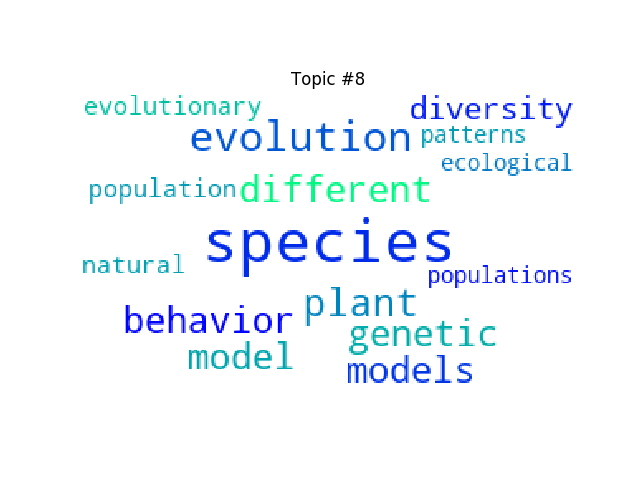 Topic #8
evolutionary diversity
evolution patterns
ecological
population different
species
natural populations
plant
behavior genetic
model models